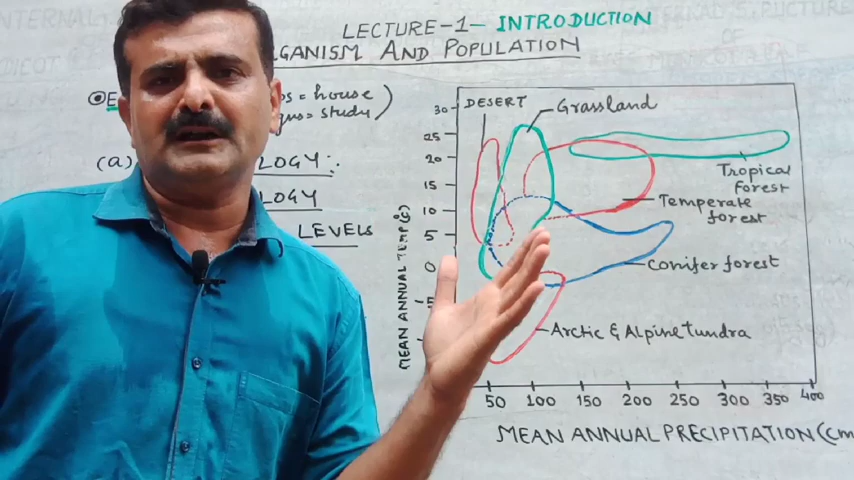 LECTURE-1- INTRODUCTION
AND POPULATION
= house
= study)
(a) LOGY:-
LOGY
LEVELS
DESERT
Grassland
Tropical
forest
Temperate
forest
Conifer forest
Arctic & Alpine tundra
MEAN ANNUAL TEMP (°C)
30
25
20
15
10
5
0
50 100 150 200 250 300 350 400
MEAN ANNUAL PRECIPITATION (cm